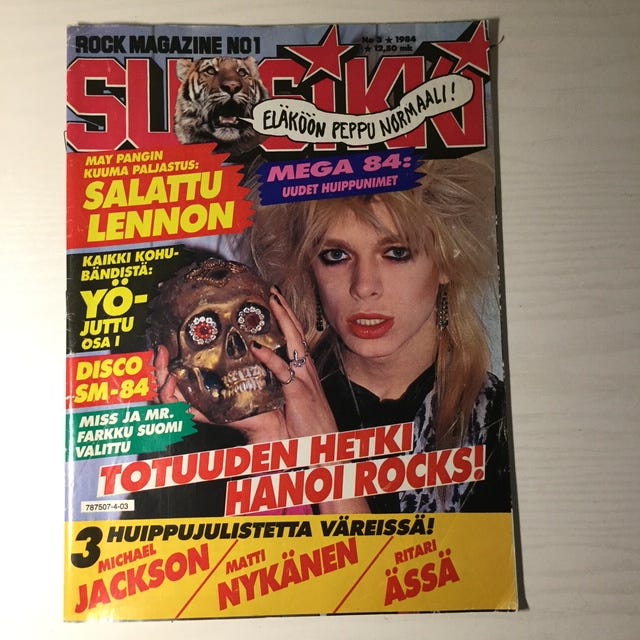 ROCK MAGAZINE NO1
No 3 ★ 1984
★ 12,50 mk
SUOSIKKI
ELÄKÖÖN PEPPU NORMAALI!
MAY PANGIN
KUUMA PALJASTUS:
SALATTU
LENNON
MEGA 84:
UUDET HUIPPUNIMET
KAIKKI KOHU-
BÄNDISTÄ:
YÖ-
JUTTU
OSA I
DISCO
SM-84
MISS JA MR.
FARKKU SUOMI
VALITTU
TOTUUDEN HETKI
HANOI ROCKS!
787507-4-03
3 HUIPPUJULISTETTA VÄREISSÄ!
MICHAEL
JACKSON
MATTI
NYKÄNEN
RITARI
ÄSSÄ